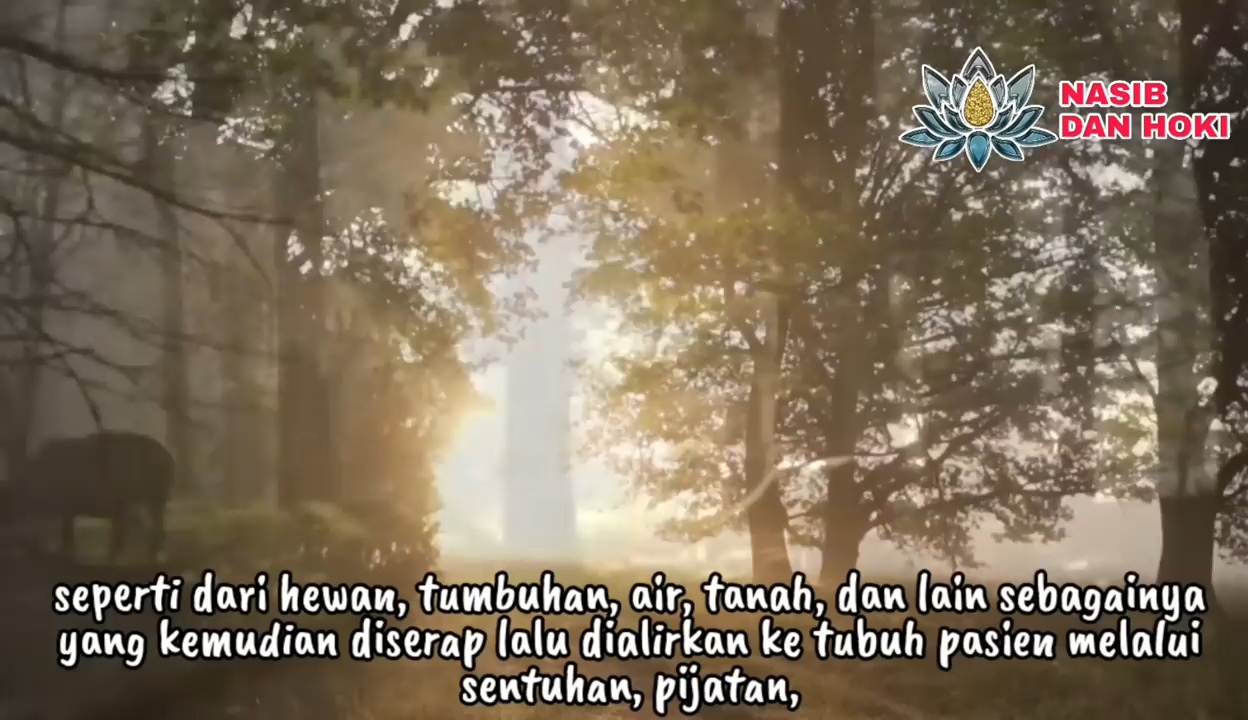 NASIB
DAN HOKI
seperti dari hewan, tumbuhan, air, tanah, dan lain sebagainya
yang kemudian diserap lalu dialirkan ke tubuh pasien melalui
sentuhan, pijatan,